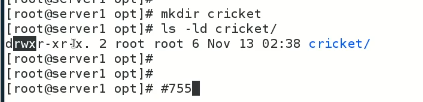 [root@server1 opt]# mkdir cricket
[root@server1 opt]# ls -ld cricket/
drwxr-xr-x. 2 root root 6 Nov 13 02:38 cricket/
[root@server1 opt]#
[root@server1 opt]#
[root@server1 opt]# #755